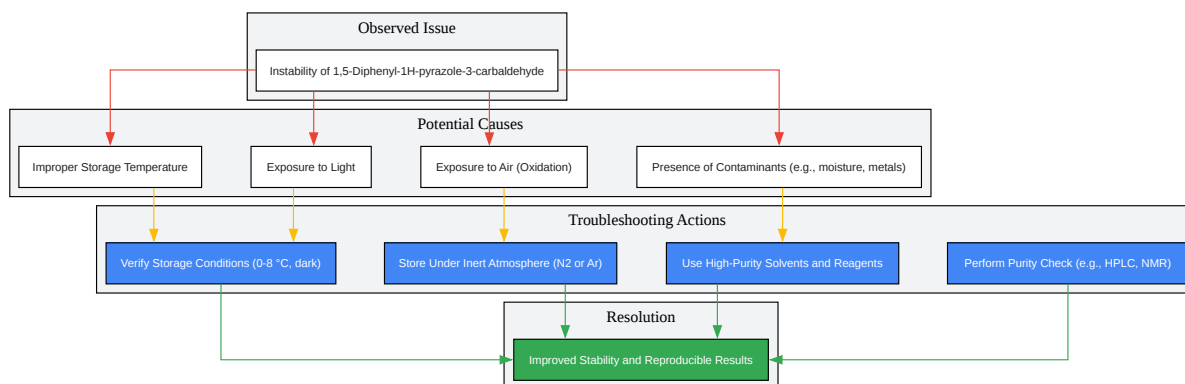 Observed Issue
Instability of 1,5-Diphenyl-1H-pyrazole-3-carbaldehyde
Potential Causes
Improper Storage Temperature
Exposure to Light
Exposure to Air (Oxidation)
Presence of Contaminants (e.g., moisture, metals)
Troubleshooting Actions
Verify Storage Conditions (0-8 °C, dark)
Store Under Inert Atmosphere (N2 or Ar)
Use High-Purity Solvents and Reagents
Perform Purity Check (e.g., HPLC, NMR)
Resolution
Improved Stability and Reproducible Results